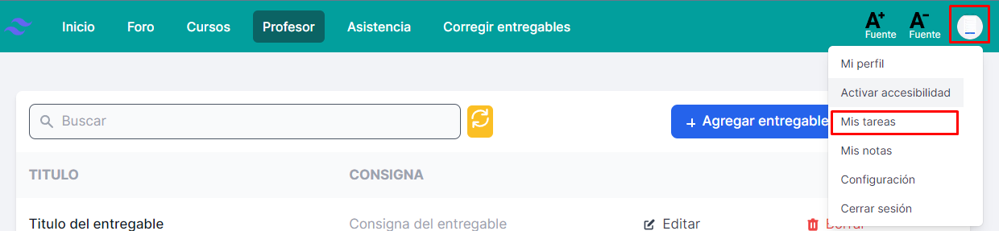 Inicio Foro Cursos Profesor Asistencia Corregir entregables A+ Fuente A- Fuente
Mi perfil
Activar accesibilidad
Mis tareas
Mis notas
Configuración
Cerrar sesión
Buscar + Agregar entregable
TITULO CONSIGNA
Titulo del entregable Consigna del entregable Editar Borrar